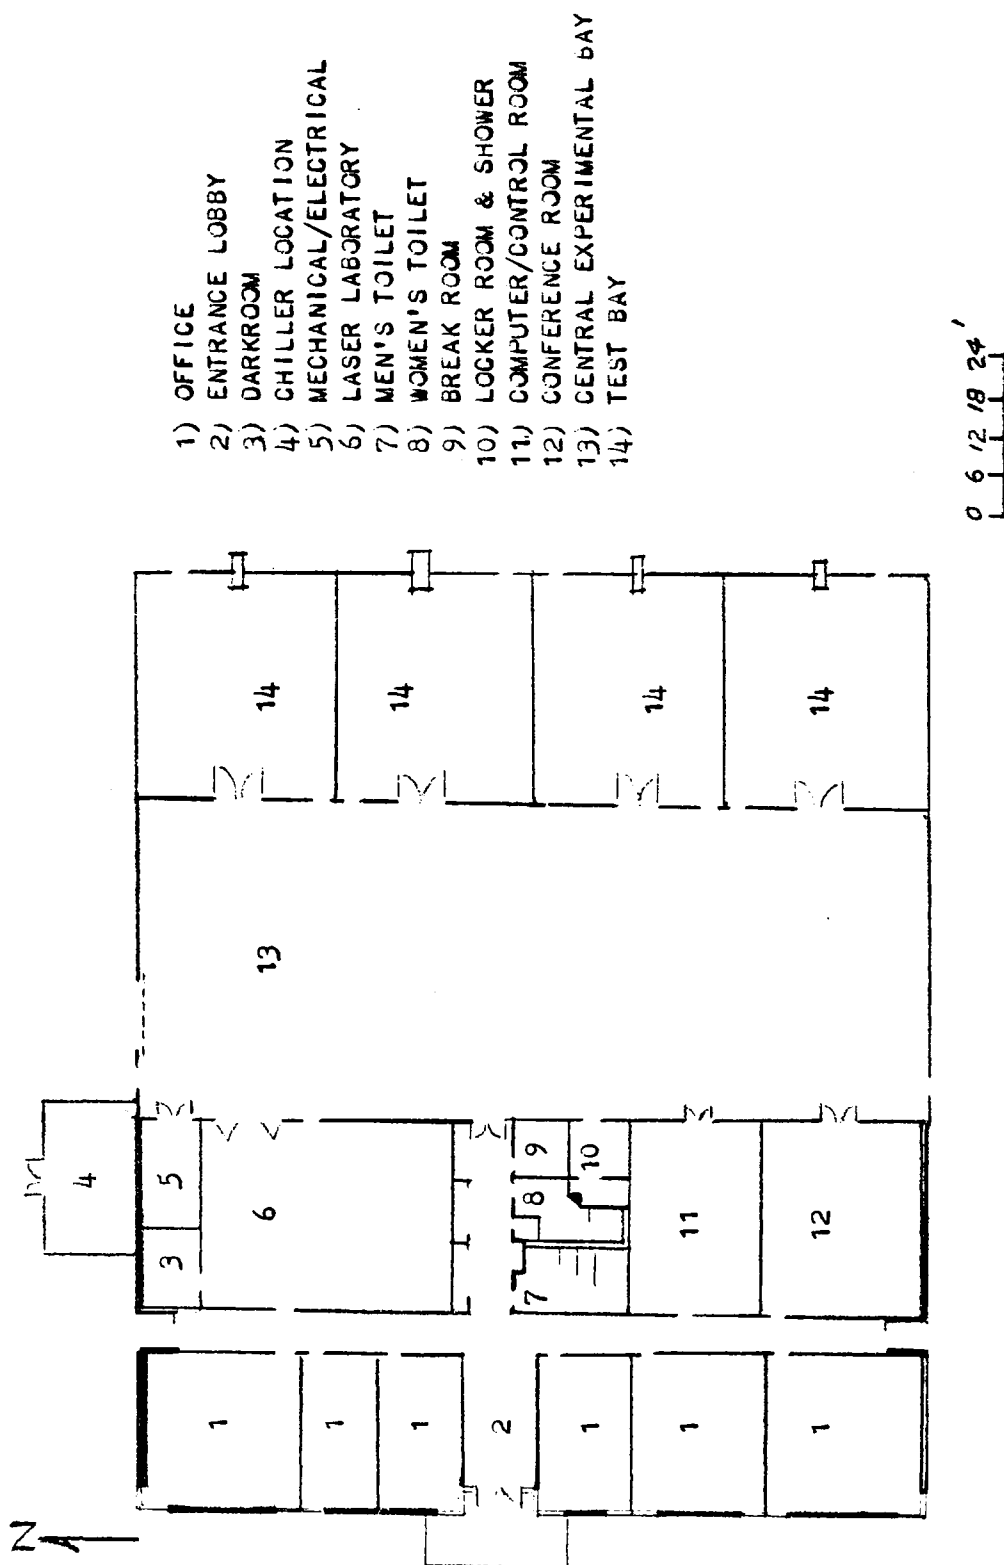 1) OFFICE
2) ENTRANCE LOBBY
3) DARKROOM
4) CHILLER LOCATION
5) MECHANICAL/ELECTRICAL
6) LASER LABORATORY
7) MEN'S TOILET
8) WOMEN'S TOILET
9) BREAK ROOM
10) LOCKER ROOM & SHOWER
11) COMPUTER/CONTROL ROOM
12) CONFERENCE ROOM
13) CENTRAL EXPERIMENTAL BAY
14) TEST BAY
0 6 12 18 24'
N
4
3
5
6
13
14
14
14
14
7
8
9
10
11
12
1
1
1
2
1
1
1